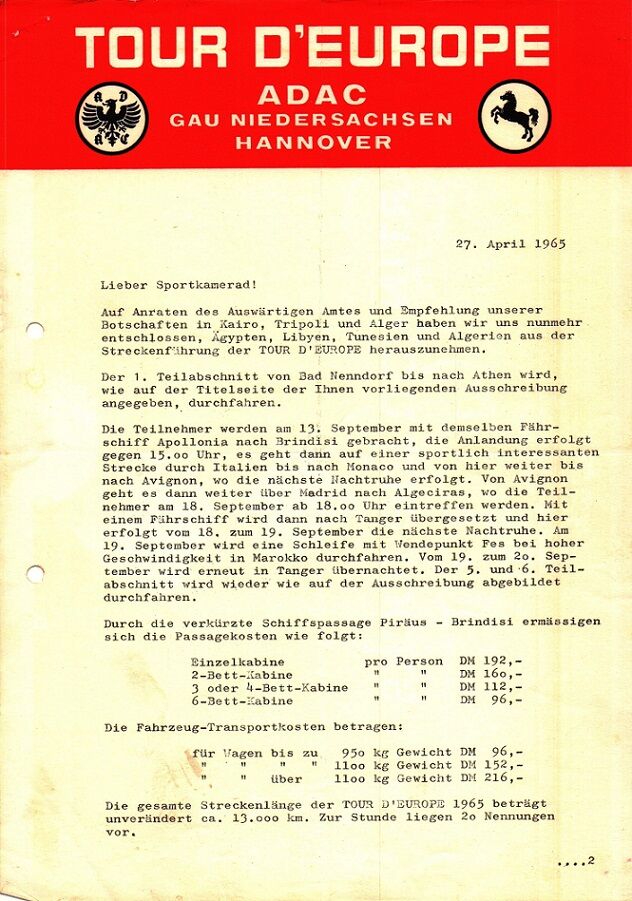 TOUR D'EUROPE
ADAC
GAU NIEDERSACHSEN
HANNOVER
A D
A C
27. April 1965
Lieber Sportkamerad!
Auf Anraten des Auswärtigen Amtes und Empfehlung unserer
Botschaften in Kairo, Tripoli und Alger haben wir uns nunmehr
entschlossen, Ägypten, Libyen, Tunesien und Algerien aus der
Streckenführung der TOUR D'EUROPE herauszunehmen.
Der 1. Teilabschnitt von Bad Nenndorf bis nach Athen wird,
wie auf der Titelseite der Ihnen vorliegenden Ausschreibung
angegeben, durchfahren.
Die Teilnehmer werden am 13. September mit demselben Fähr-
schiff Apollonia nach Brindisi gebracht, die Anlandung erfolgt
gegen 15.oo Uhr, es geht dann auf einer sportlich interessanten
Strecke durch Italien bis nach Monaco und von hier weiter bis
nach Avignon, wo die nächste Nachtruhe erfolgt. Von Avignon
geht es dann weiter über Madrid nach Algeciras, wo die Teil-
nehmer am 18. September ab 18.oo Uhr eintreffen werden. Mit
einem Fährschiff wird dann nach Tanger übergesetzt und hier
erfolgt vom 18. zum 19. September die nächste Nachtruhe. Am
19. September wird eine Schleife mit Wendepunkt Fes bei hoher
Geschwindigkeit in Marokko durchfahren. Vom 19. zum 2o. Sep-
tember wird erneut in Tanger übernachtet. Der 5. und 6. Teil-
abschnitt wird wieder wie auf der Ausschreibung abgebildet
durchfahren.
Durch die verkürzte Schiffspassage Piräus - Brindisi ermässigen
sich die Passagekosten wie folgt:
Einzelkabine pro Person DM 192,-
2-Bett-Kabine " " DM 16o,-
3 oder 4-Bett-Kabine " " DM 112,-
6-Bett-Kabine " " DM 96,-
Die Fahrzeug-Transportkosten betragen:
für Wagen bis zu 95o kg Gewicht DM 96,-
" " " " 11oo kg Gewicht DM 152,-
" " über 11oo kg Gewicht DM 216,-
Die gesamte Streckenlänge der TOUR D'EUROPE 1965 beträgt
unverändert ca. 13.ooo km. Zur Stunde liegen 2o Nennungen
vor.
....2